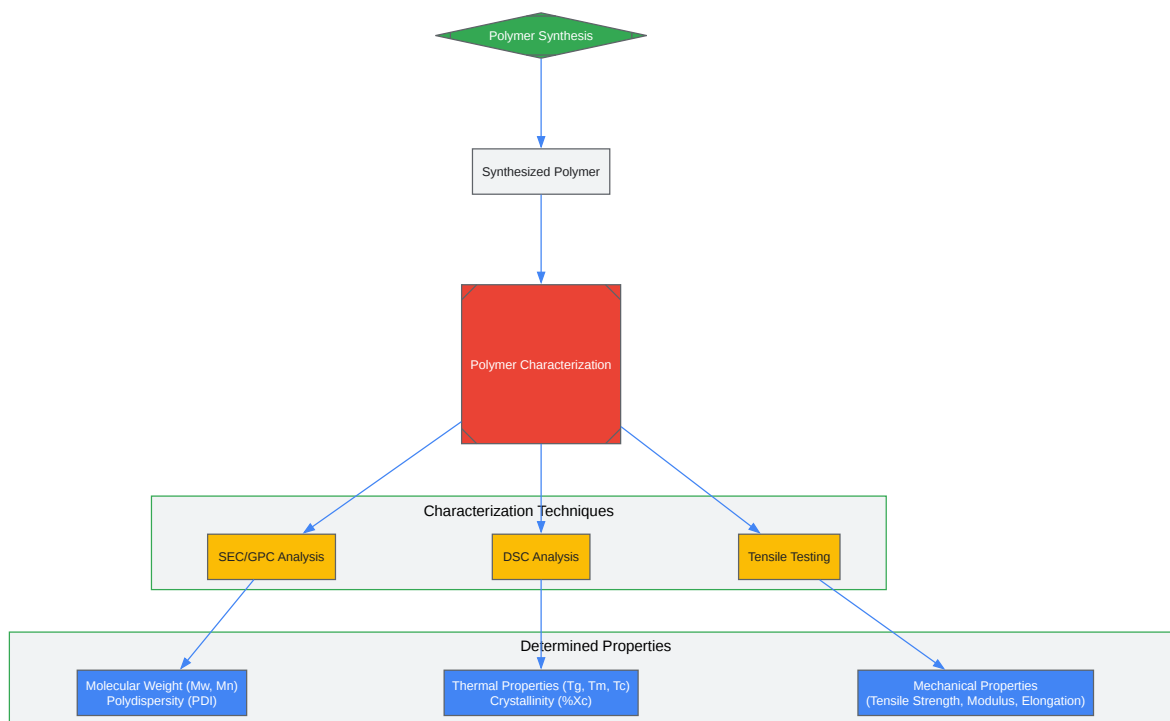 Polymer Synthesis
Synthesized Polymer
Polymer Characterization
Characterization Techniques
SEC/GPC Analysis
DSC Analysis
Tensile Testing
Determined Properties
Molecular Weight (Mw, Mn)
Polydispersity (PDI)
Thermal Properties (Tg, Tm, Tc)
Crystallinity (%Xc)
Mechanical Properties
(Tensile Strength, Modulus, Elongation)